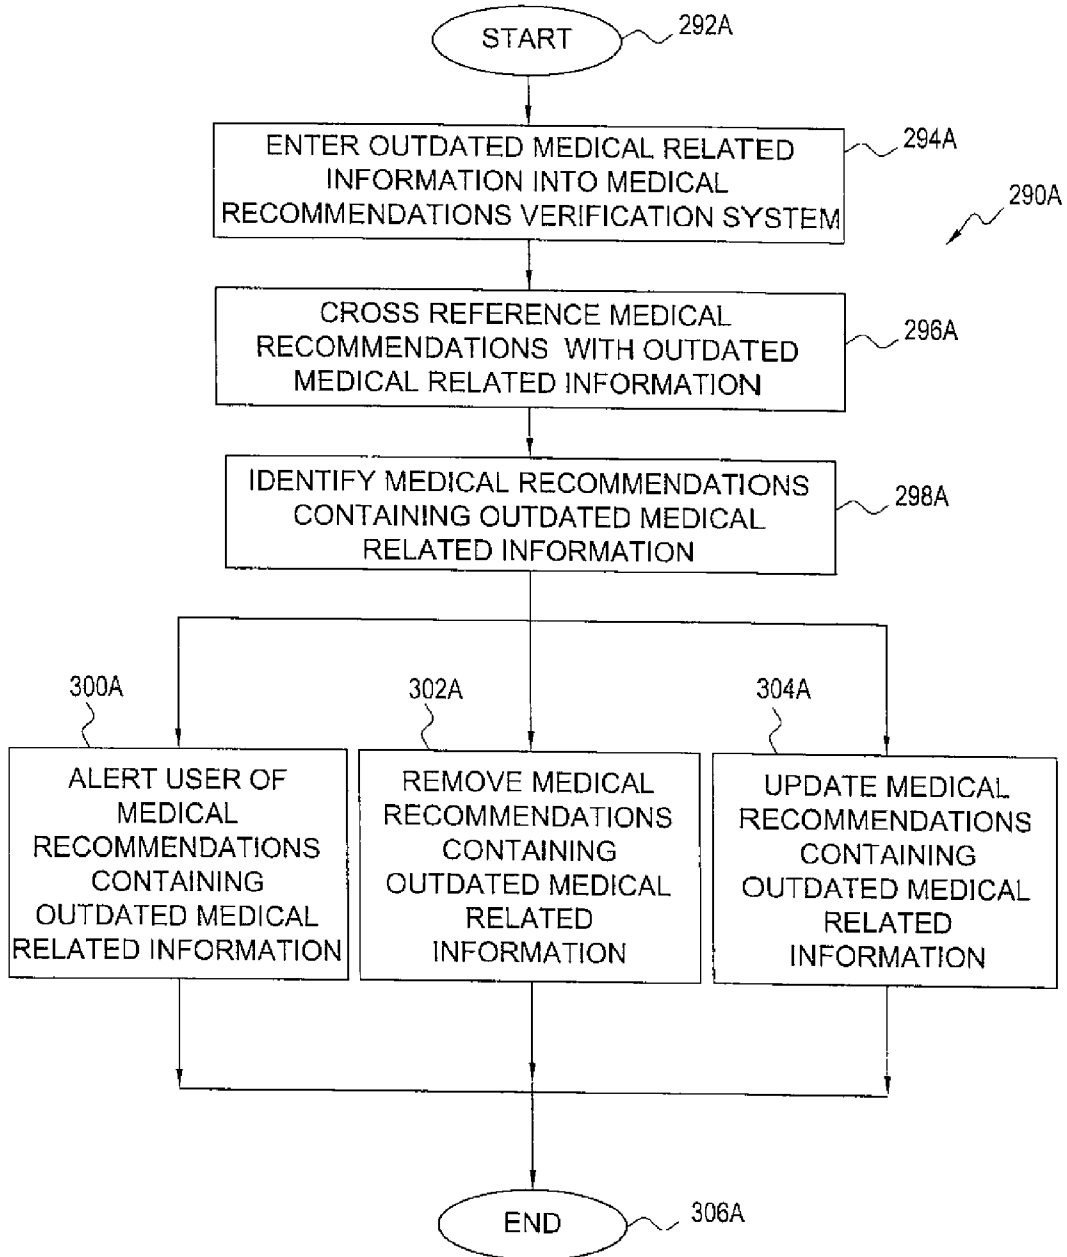 START
292A
ENTER OUTDATED MEDICAL RELATED
INFORMATION INTO MEDICAL
RECOMMENDATIONS VERIFICATION SYSTEM
294A
290A
CROSS REFERENCE MEDICAL
RECOMMENDATIONS WITH OUTDATED
MEDICAL RELATED INFORMATION
296A
IDENTIFY MEDICAL RECOMMENDATIONS
CONTAINING OUTDATED MEDICAL
RELATED INFORMATION
298A
300A
ALERT USER OF
MEDICAL
RECOMMENDATIONS
CONTAINING
OUTDATED MEDICAL
RELATED INFORMATION
302A
REMOVE MEDICAL
RECOMMENDATIONS
CONTAINING
OUTDATED MEDICAL
RELATED
INFORMATION
304A
UPDATE MEDICAL
RECOMMENDATIONS
CONTAINING
OUTDATED MEDICAL
RELATED
INFORMATION
END
306A